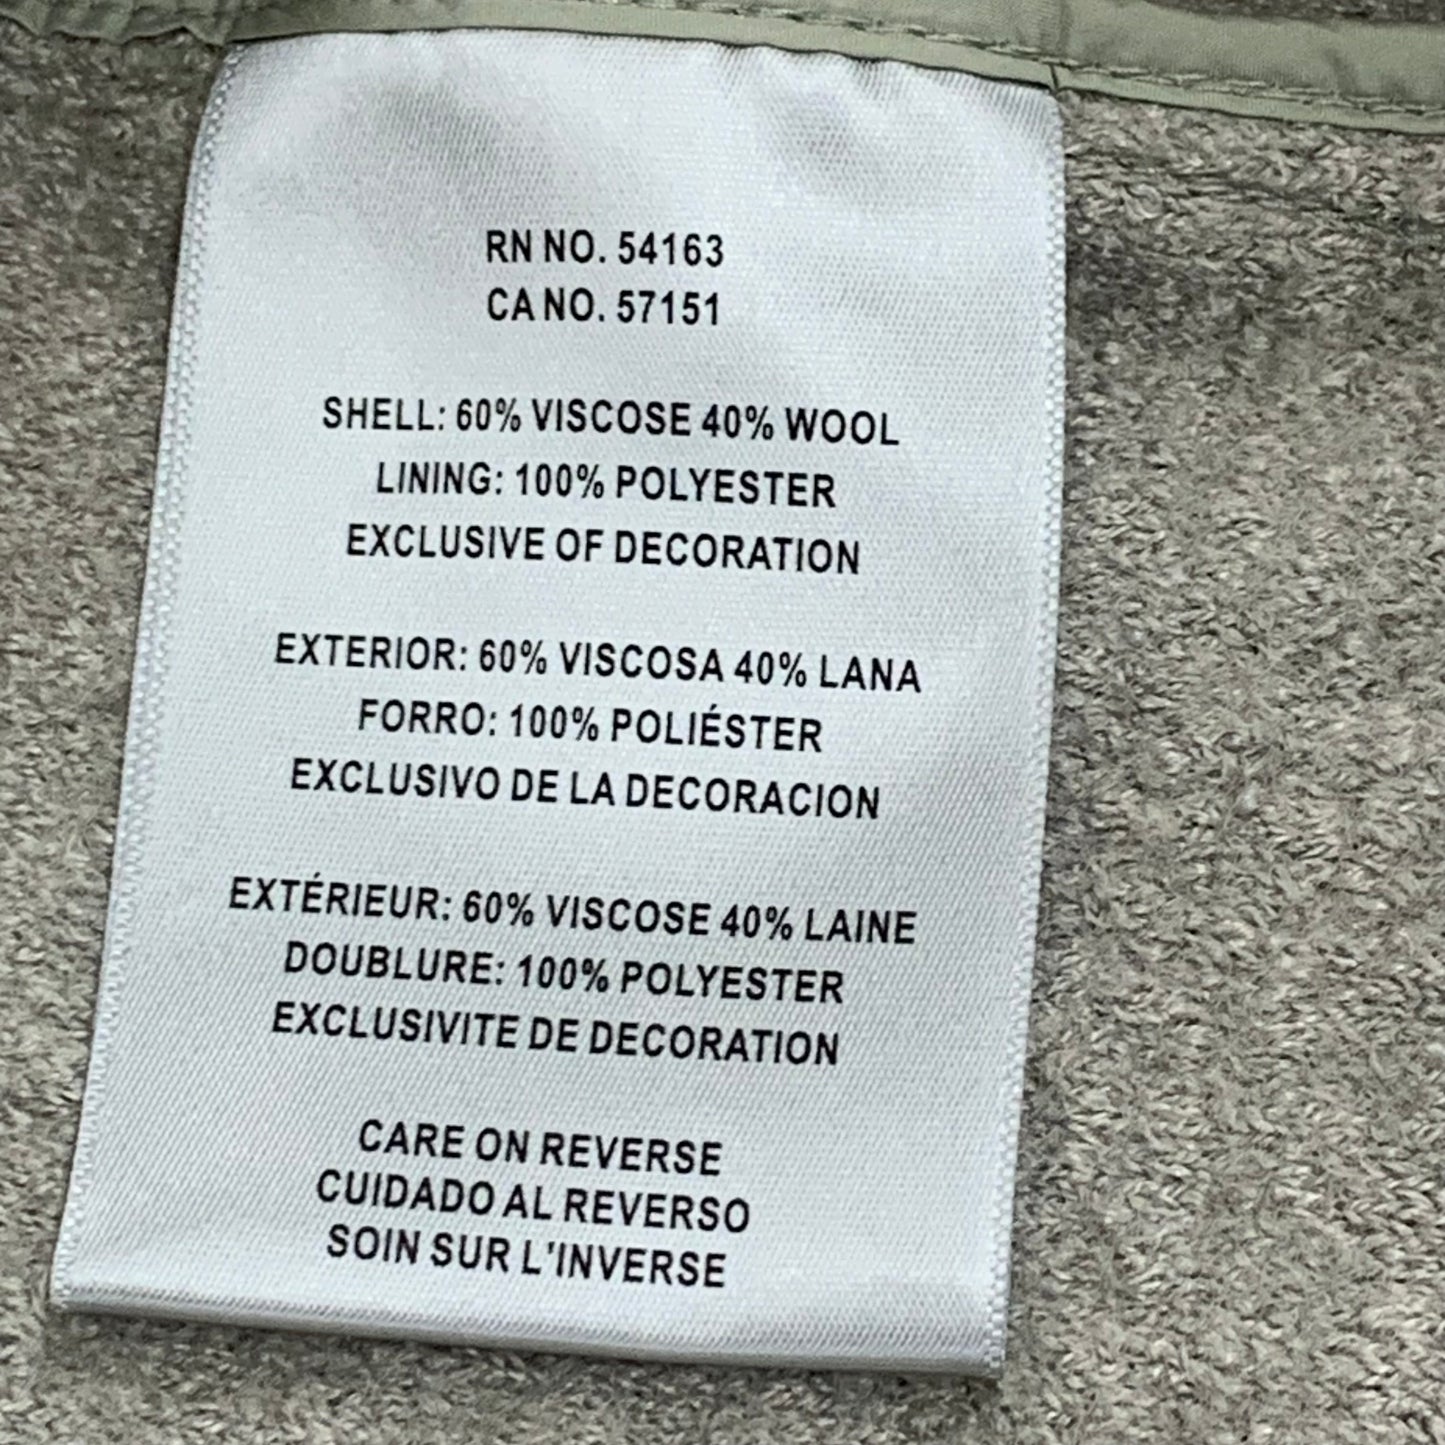 RN NO. 54163
CA NO. 57151
SHELL: 60% VISCOSE 40% WOOL
LINING: 100% POLYESTER
EXCLUSIVE OF DECORATION
EXTERIOR: 60% VISCOSA 40% LANA
FORRO: 100% POLIÉSTER
EXCLUSIVO DE LA DECORACION
EXTÉRIEUR: 60% VISCOSE 40% LAINE
DOUBLURE: 100% POLYESTER
EXCLUSIVITE DE DECORATION
CARE ON REVERSE
CUIDADO AL REVERSO
SOIN SUR L'INVERSE